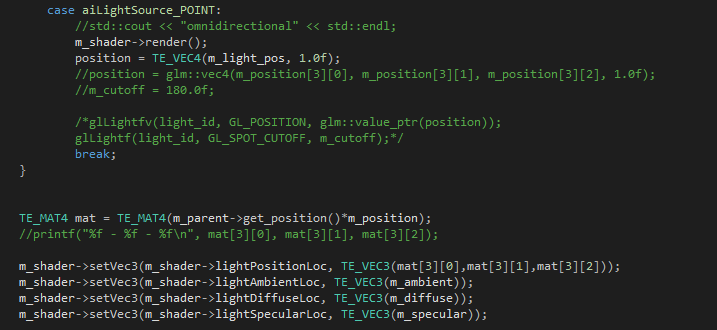 case aiLightSource_POINT:
//std::cout << "omnidirectional" << std::endl;
m_shader->render();
position = TE_VEC4(m_light_pos, 1.0f);
//position = glm::vec4(m_position[3][0], m_position[3][1], m_position[3][2], 1.0f);
//m_cutoff = 180.0f;
/*glLightfv(light_id, GL_POSITION, glm::value_ptr(position));
glLightf(light_id, GL_SPOT_CUTOFF, m_cutoff);*/
break;
}
TE_MAT4 mat = TE_MAT4(m_parent->get_position()*m_position);
//printf("%f - %f - %f\n", mat[3][0], mat[3][1], mat[3][2]);
m_shader->setVec3(m_shader->lightPositionLoc, TE_VEC3(mat[3][0],mat[3][1],mat[3][2]));
m_shader->setVec3(m_shader->lightAmbientLoc, TE_VEC3(m_ambient));
m_shader->setVec3(m_shader->lightDiffuseLoc, TE_VEC3(m_diffuse));
m_shader->setVec3(m_shader->lightSpecularLoc, TE_VEC3(m_specular));